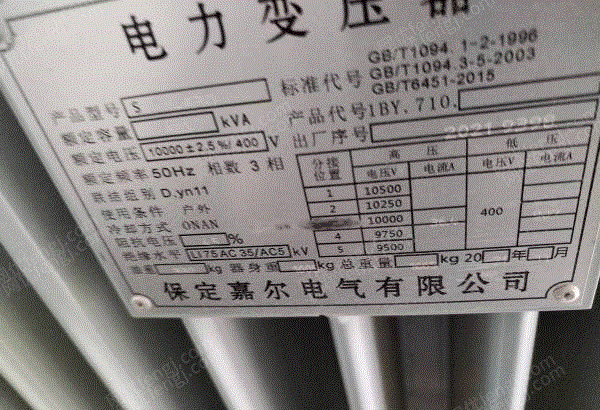 电力变压器
标准代号 GB/T1094.1-2-1996
GB/T1094.3-5-2003
GB/T6451-2015
产品型号 S
产品代号 1BY.710.
额定容量 kVA
出厂序号
额定电压 10000±2.5%/400 V
额定频率 50Hz 相数 3 相
联结组别 D.yn11
使用条件 户外
冷却方式 ONAN
阻抗电压 %
绝缘水平 LI75AC35/AC5 kV
分接位置 高压 低压
电压V 电流A 电压V 电流A
1 10500
2 10250
10000 400
4 9750
5 9500
kg 器身重 kg 总重量 kg 20 年 月
保定嘉尔电气有限公司